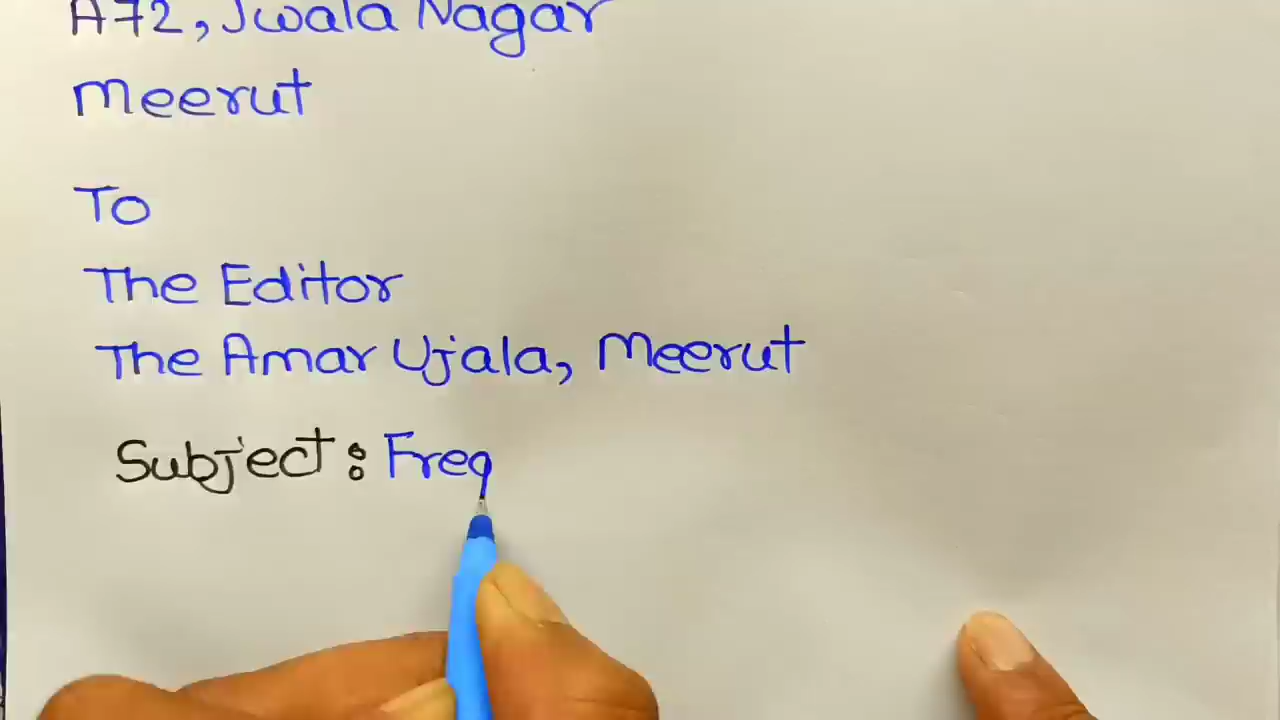 A72, Jwala Nagar
Meerut
To
The Editor
The Amar Ujala, Meerut
Subject: Freq